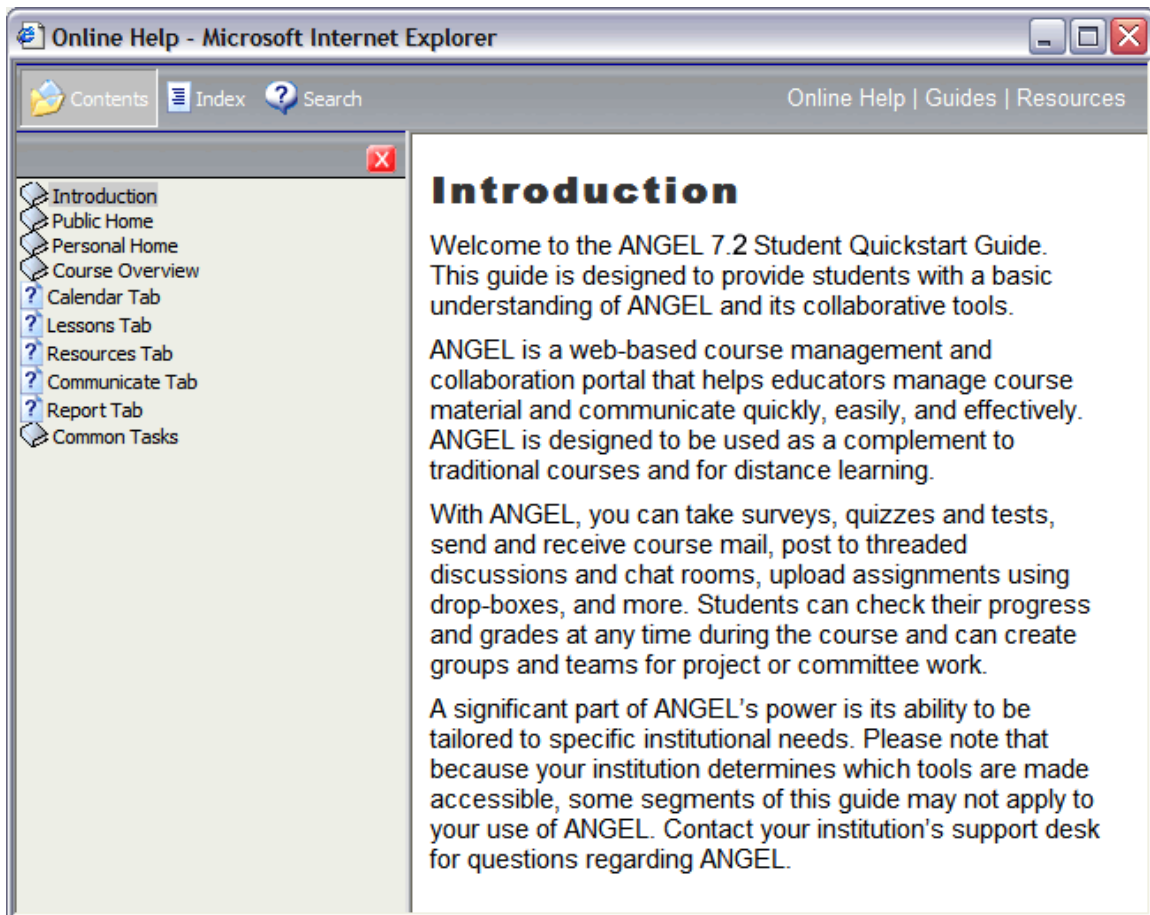 Online Help - Microsoft Internet Explorer
Contents Index Search Online Help | Guides | Resources
Introduction
Public Home
Personal Home
Course Overview
Calendar Tab
Lessons Tab
Resources Tab
Communicate Tab
Report Tab
Common Tasks
Introduction
Welcome to the ANGEL 7.2 Student Quickstart Guide.
This guide is designed to provide students with a basic
understanding of ANGEL and its collaborative tools.
ANGEL is a web-based course management and
collaboration portal that helps educators manage course
material and communicate quickly, easily, and effectively.
ANGEL is designed to be used as a complement to
traditional courses and for distance learning.
With ANGEL, you can take surveys, quizzes and tests,
send and receive course mail, post to threaded
discussions and chat rooms, upload assignments using
drop-boxes, and more. Students can check their progress
and grades at any time during the course and can create
groups and teams for project or committee work.
A significant part of ANGEL’s power is its ability to be
tailored to specific institutional needs. Please note that
because your institution determines which tools are made
accessible, some segments of this guide may not apply to
your use of ANGEL. Contact your institution’s support desk
for questions regarding ANGEL.